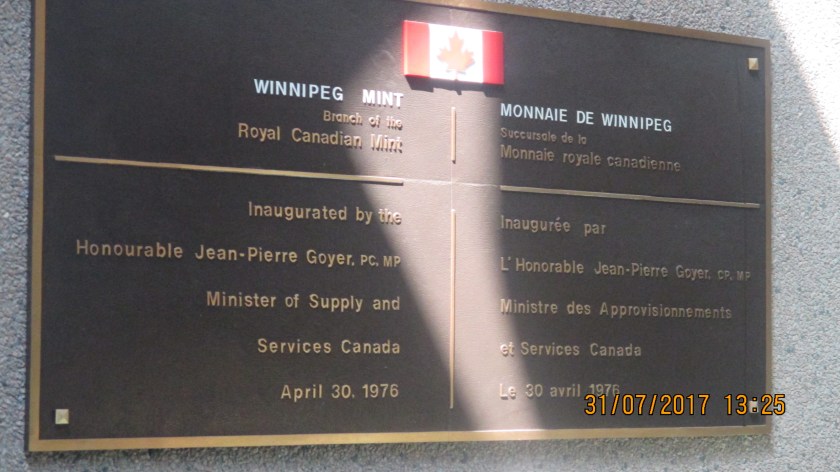 WINNIPEG MINT
Branch of the
Royal Canadian Mint
Inaugurated by the
Honourable Jean-Pierre Goyer, PC, MP
Minister of Supply and
Services Canada
April 30, 1976
MONNAIE DE WINNIPEG
Succursale de la
Monnaie royale canadienne
Inaugurée par
L'Honorable Jean-Pierre Goyer, CP, MP
Ministre des Approvisionnements
et Services Canada
Le 30 avril 1976
31/07/2017 13:25